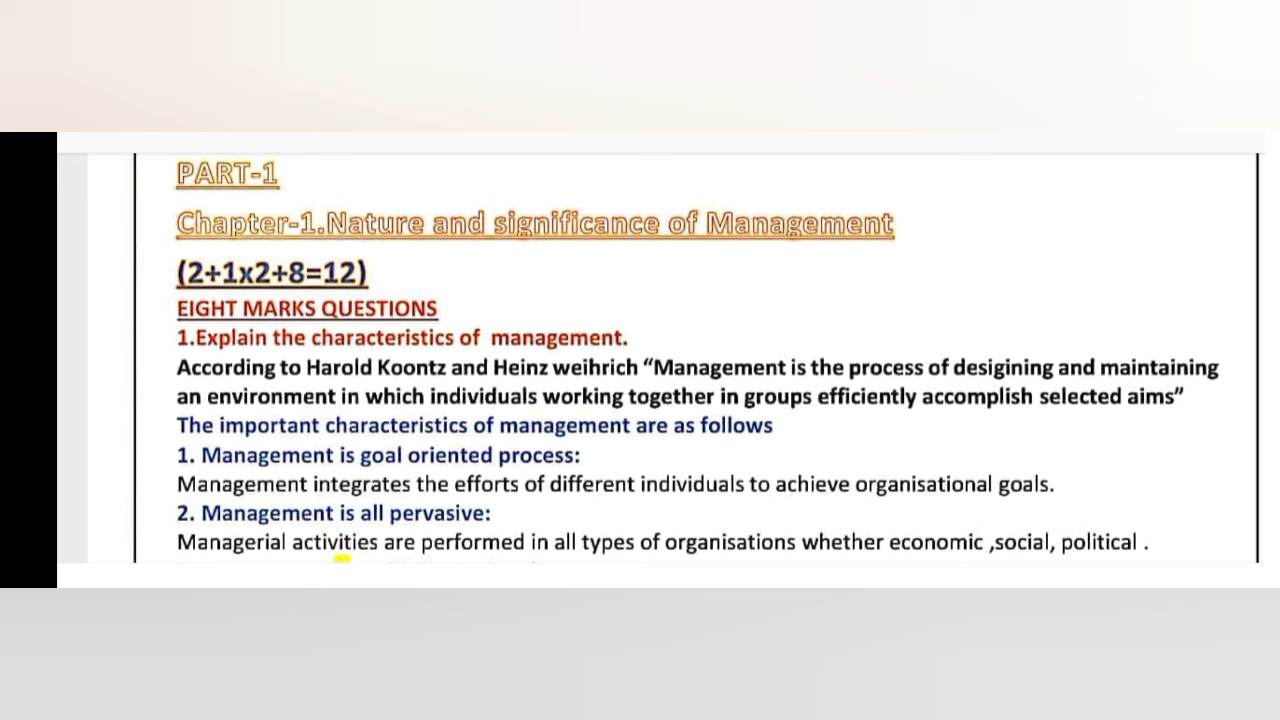 PART-1
Chapter-1.Nature and significance of Management
(2+1x2+8=12)
EIGHT MARKS QUESTIONS
1.Explain the characteristics of  management.
According to Harold Koontz and Heinz weihrich “Management is the process of desigining and maintaining
an environment in which individuals working together in groups efficiently accomplish selected aims”
The important characteristics of management are as follows
1. Management is goal oriented process:
Management integrates the efforts of different individuals to achieve organisational goals.
2. Management is all pervasive:
Managerial activities are performed in all types of organisations whether economic ,social, political .